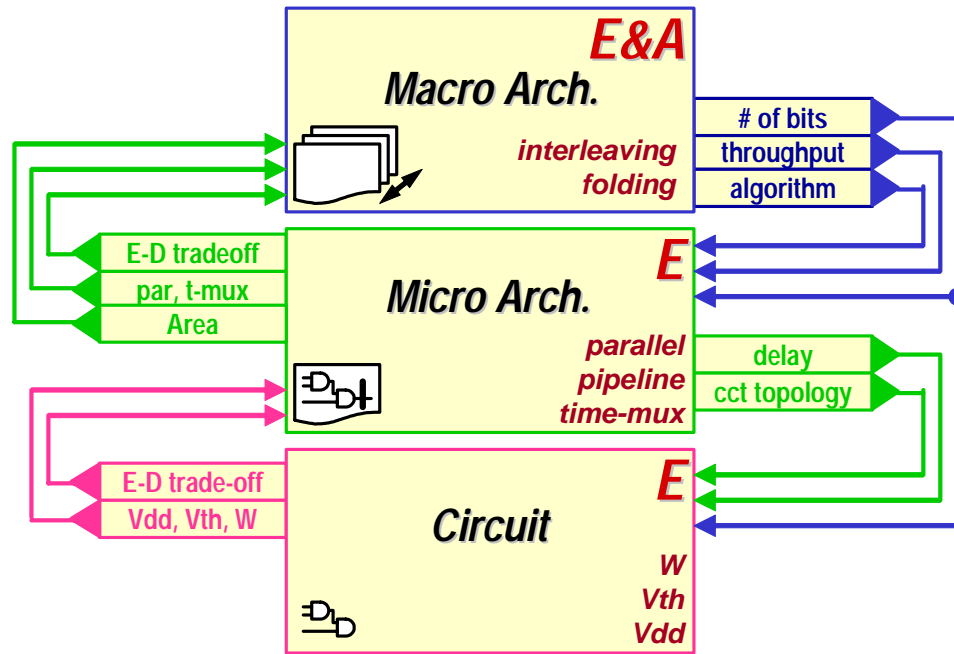 E&A
Macro Arch.
interleaving
folding
# of bits
throughput
algorithm
E-D tradeoff
par, t-mux
Area
E
Micro Arch.
parallel
pipeline
time-mux
delay
cct topology
E-D trade-off
Vdd, Vth, W
E
Circuit
W
Vth
Vdd